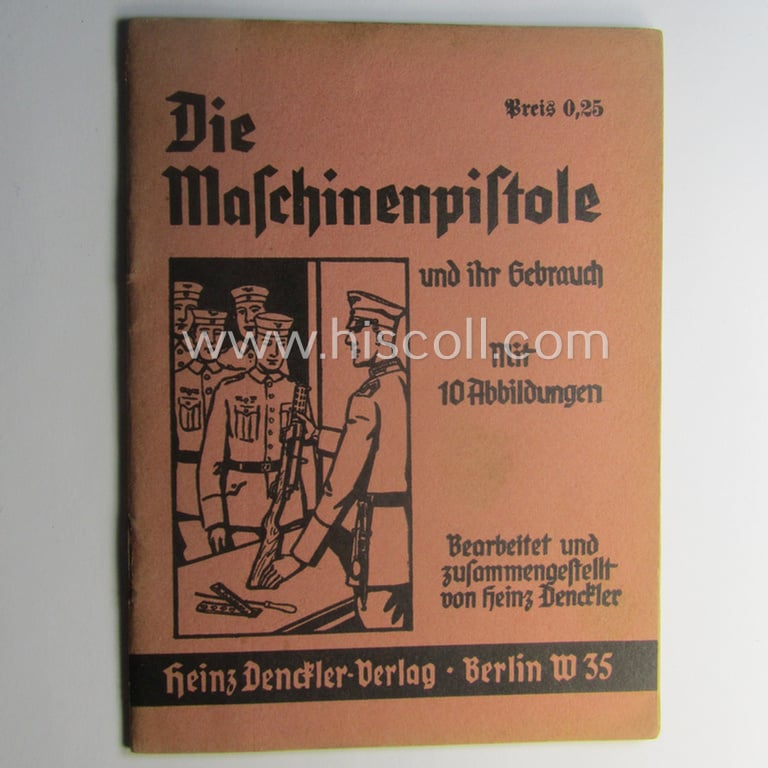 Preis 0,25
Die
Maſchinenpiſtole
und ihr Gebrauch
www.hiscoll.com
Mit
10 Abbildungen
Bearbeitet und
zuſammengeſtellt
von Heinz Denckler
Heinz Denckler-Verlag · Berlin W 35